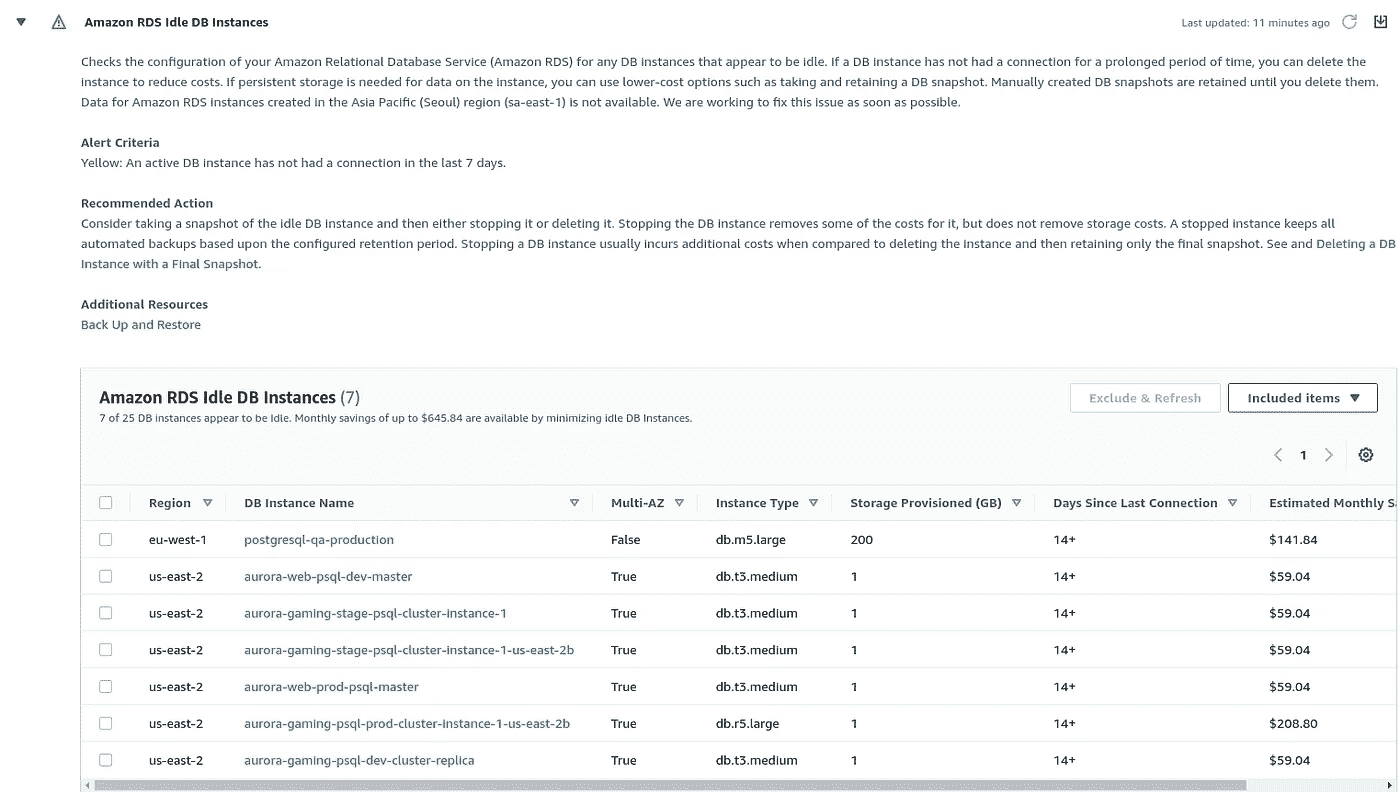 Amazon RDS Idle DB Instances
Last updated: 11 minutes ago
Checks the configuration of your Amazon Relational Database Service (Amazon RDS) for any DB instances that appear to be idle. If a DB instance has not had a connection for a prolonged period of time, you can delete the
instance to reduce costs. If persistent storage is needed for data on the instance, you can use lower-cost options such as taking and retaining a DB snapshot. Manually created DB snapshots are retained until you delete them.
Data for Amazon RDS instances created in the Asia Pacific (Seoul) region (sa-east-1) is not available. We are working to fix this issue as soon as possible.
Alert Criteria
Yellow: An active DB instance has not had a connection in the last 7 days.
Recommended Action
Consider taking a snapshot of the idle DB instance and then either stopping it or deleting it. Stopping the DB instance removes some of the costs for it, but does not remove storage costs. A stopped instance keeps all
automated backups based upon the configured retention period. Stopping a DB instance usually incurs additional costs when compared to deleting the instance and then retaining only the final snapshot. See and Deleting a DB
Instance with a Final Snapshot.
Additional Resources
Back Up and Restore
Amazon RDS Idle DB Instances (7)
7 of 25 DB instances appear to be idle. Monthly savings of up to $645.84 are available by minimizing idle DB Instances.
Exclude & Refresh
Included items
1
Region DB Instance Name Multi-AZ Instance Type Storage Provisioned (GB) Days Since Last Connection Estimated Monthly S
eu-west-1 postgresql-qa-production False db.m5.large 200 14+ $141.84
us-east-2 aurora-web-psql-dev-master True db.t3.medium 1 14+ $59.04
us-east-2 aurora-gaming-stage-psql-cluster-instance-1 True db.t3.medium 1 14+ $59.04
us-east-2 aurora-gaming-stage-psql-cluster-instance-1-us-east-2b True db.t3.medium 1 14+ $59.04
us-east-2 aurora-web-prod-psql-master True db.t3.medium 1 14+ $59.04
us-east-2 aurora-gaming-psql-prod-cluster-instance-1-us-east-2b True db.r5.large 1 14+ $208.80
us-east-2 aurora-gaming-psql-dev-cluster-replica True db.t3.medium 1 14+ $59.04